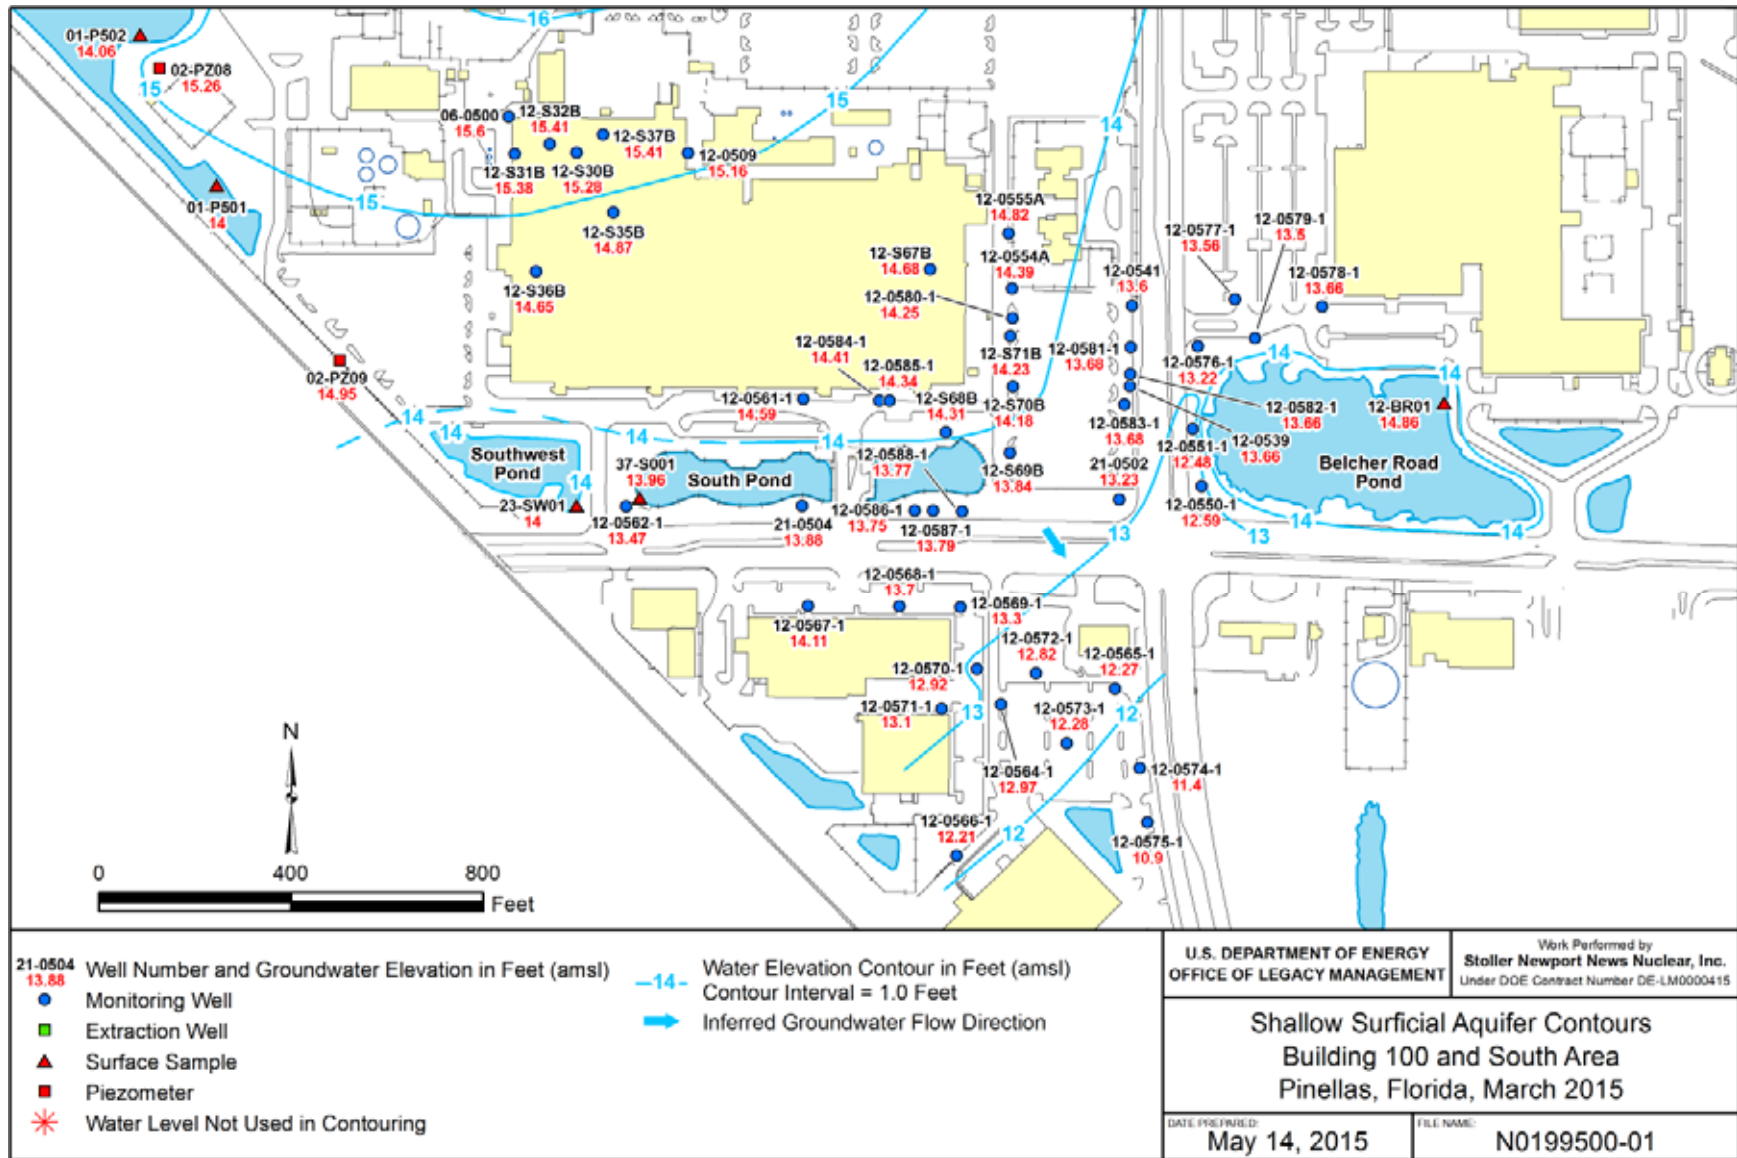 16
01-P502
14.06
02-PZ08
15.26
15
15
14
06-0500
15.6
12-S32B
15.41
12-S37B
15.41
12-0509
15.16
12-S31B
15.38
12-S30B
15.28
15
01-P501
14
12-S35B
14.87
12-0555A
14.82
12-0579-1
13.5
12-0577-1
13.56
12-S67B
14.68
12-0554A
14.39
12-0541
13.6
12-0578-1
13.66
12-S36B
14.65
12-0580-1
14.25
12-0584-1
14.41
12-S71B
14.23
12-0581-1
13.68
12-0576-1
13.22
14
14
02-PZ09
14.95
12-0585-1
14.34
12-0561-1
14.59
12-S68B
14.31
12-S70B
14.18
12-0583-1
13.68
12-0582-1
13.66
12-BR01
14.86
14
14
14
14
12-0539
13.66
12-0551-1
12.48
Southwest
Pond
37-S001
13.96
South Pond
12-0588-1
13.77
12-S69B
13.84
21-0502
13.23
Belcher Road
Pond
14
23-SW01
14
12-0562-1
13.47
21-0504
13.88
12-0586-1
13.75
12-0587-1
13.79
12-0550-1
12.59
13
13
14
14
14
12-0568-1
13.7
12-0567-1
14.11
12-0569-1
13.3
12-0572-1
12.82
12-0565-1
12.27
12-0570-1
12.92
12-0571-1
13.1
13
12-0573-1
12.28
12
12-0564-1
12.97
12-0574-1
11.4
12-0566-1
12.21
12
12-0575-1
10.9
N
0 400 800
Feet
21-0504
13.88
Well Number and Groundwater Elevation in Feet (amsl)
Monitoring Well
Extraction Well
Surface Sample
Piezometer
Water Level Not Used in Contouring
14
Water Elevation Contour in Feet (amsl)
Contour Interval = 1.0 Feet
Inferred Groundwater Flow Direction
U.S. DEPARTMENT OF ENERGY
OFFICE OF LEGACY MANAGEMENT
Work Performed by
Stoller Newport News Nuclear, Inc.
Under DOE Contract Number DE-LM0000415
Shallow Surficial Aquifer Contours
Building 100 and South Area
Pinellas, Florida, March 2015
DATE PREPARED:
May 14, 2015
FILE NAME:
N0199500-01